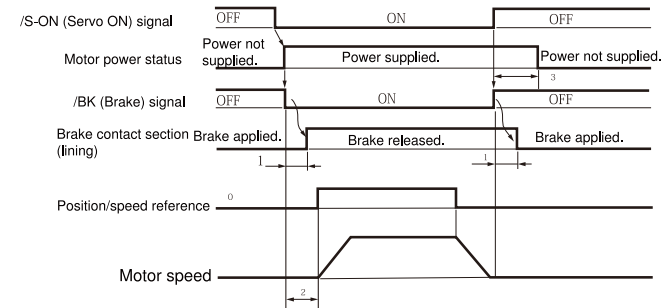 /S-ON (Servo ON) signal OFF ON OFF
Motor power status Power not supplied. Power supplied. Power not supplied.
3
/BK (Brake) signal OFF ON OFF
Brake contact section (lining) Brake applied. Brake released. Brake applied.
1 1
Position/speed reference 0
Motor speed
2